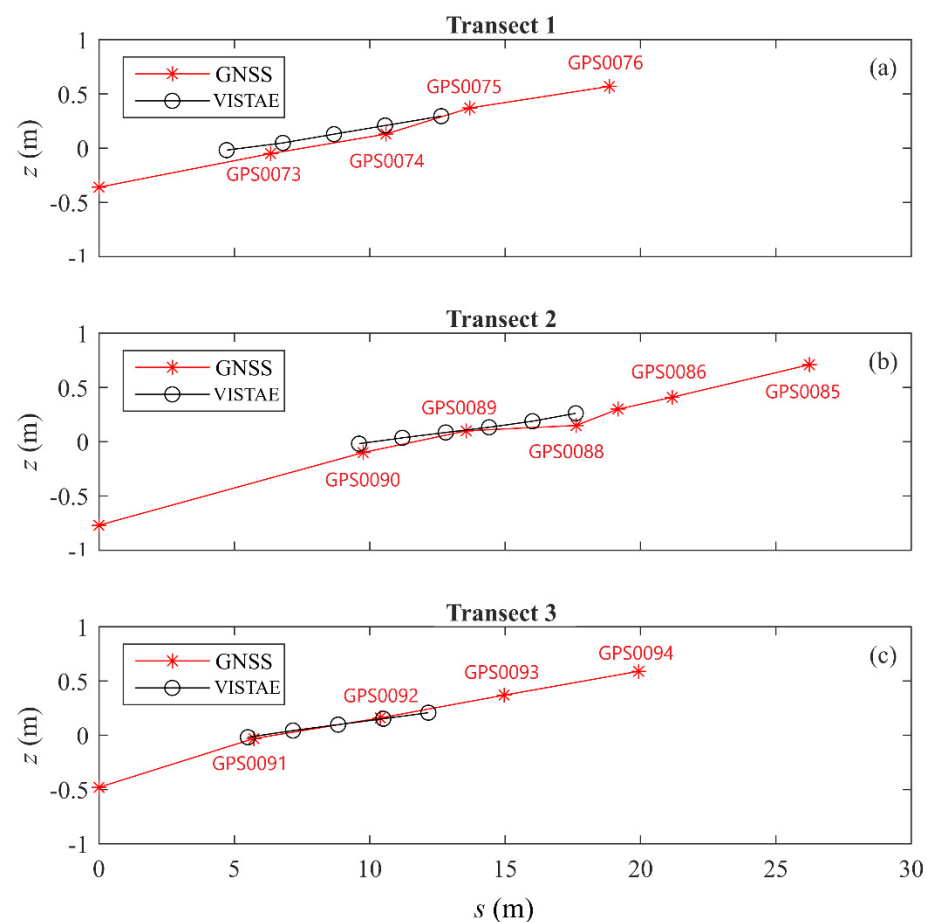 Transect 1
1
0.5
0
-0.5
-1
z (m)
GNSS
VISTAE
GPS0073
GPS0074
GPS0075
GPS0076
(a)
Transect 2
1
0.5
0
-0.5
-1
z (m)
GNSS
VISTAE
GPS0090
GPS0089
GPS0088
GPS0086
GPS0085
(b)
Transect 3
1
0.5
0
-0.5
-1
z (m)
GNSS
VISTAE
GPS0091
GPS0092
GPS0093
GPS0094
(c)
0 5 10 15 20 25 30
s (m)